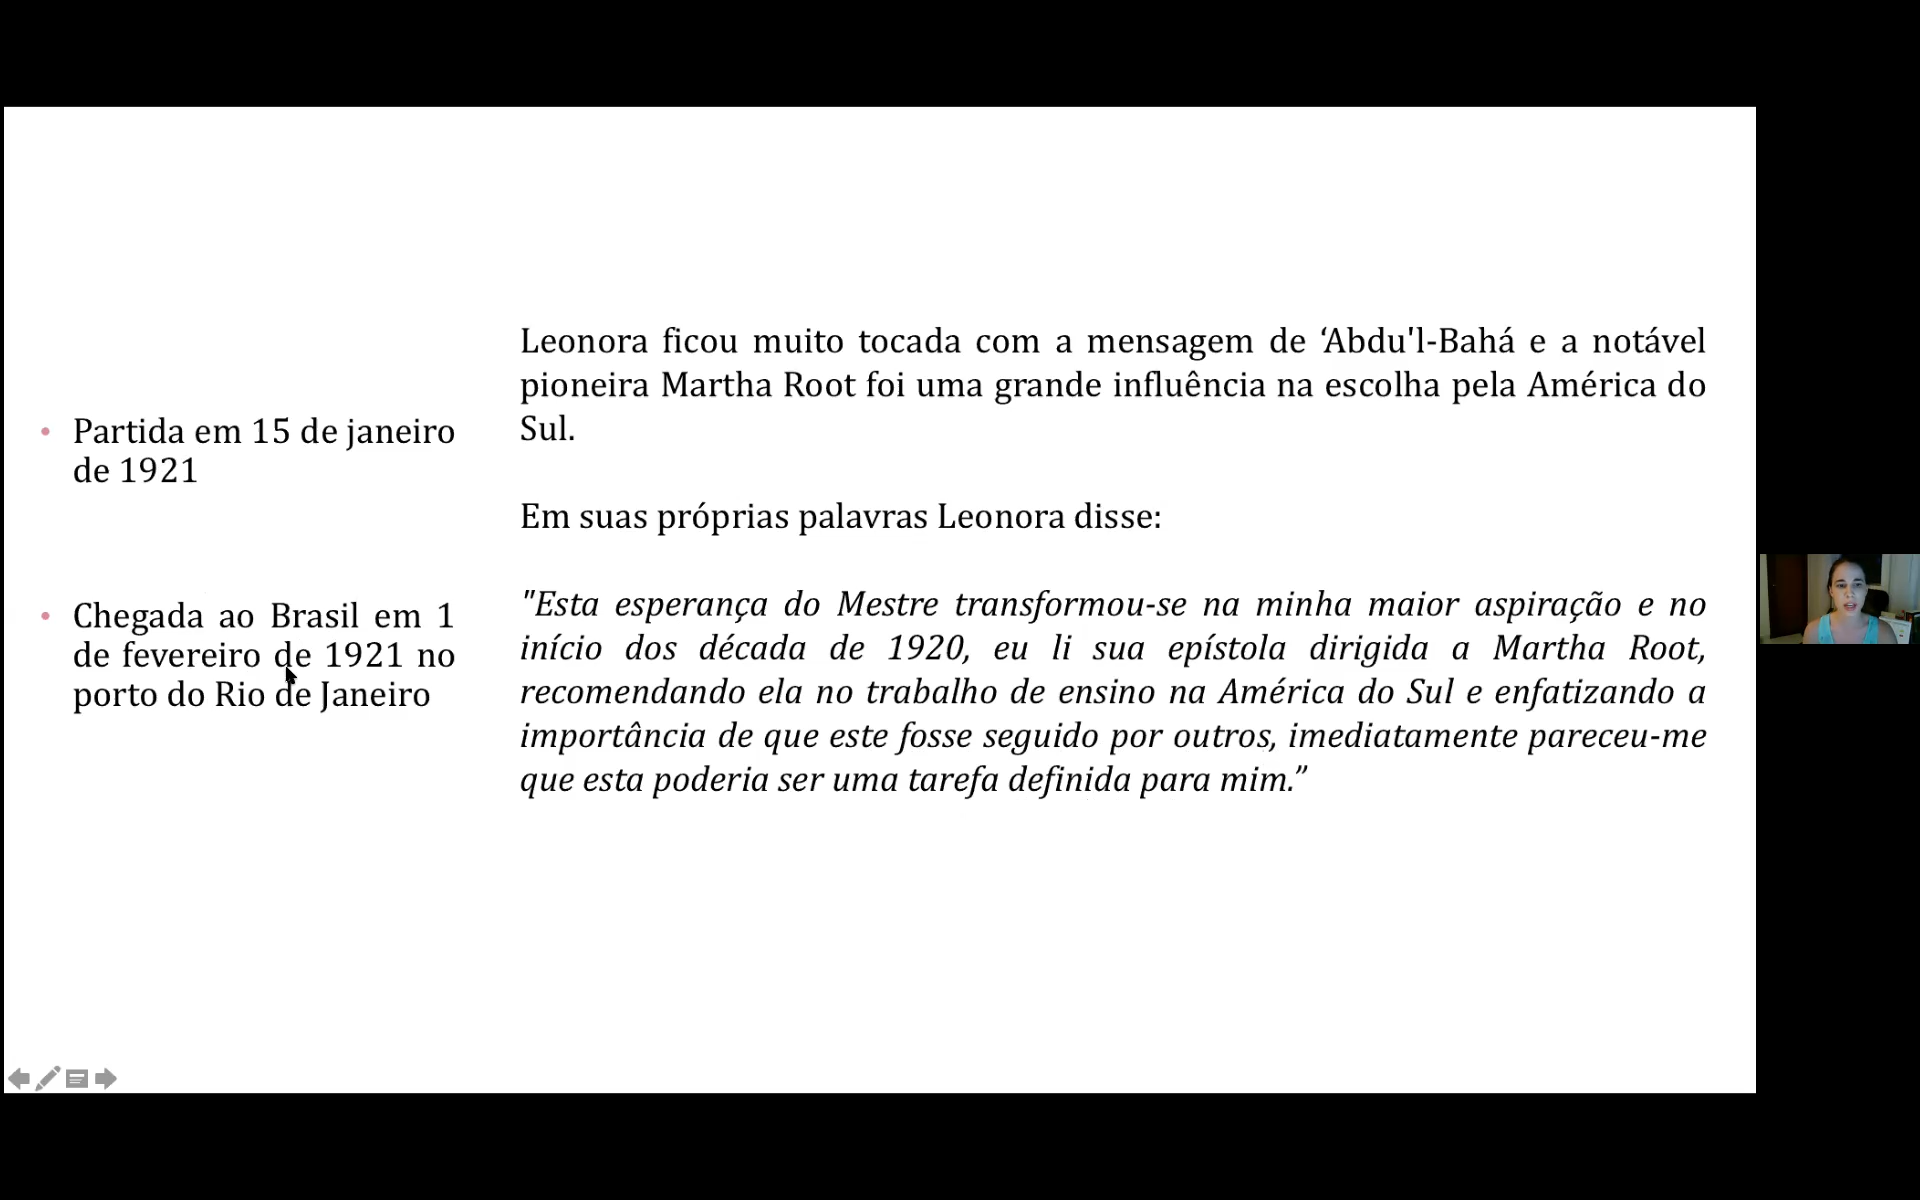 Partida em 15 de janeiro
de 1921
Chegada ao Brasil em 1
de fevereiro de 1921 no
porto do Rio de Janeiro
Leonora ficou muito tocada com a mensagem de ‘Abdu'l-Bahá e a notável
pioneira Martha Root foi uma grande influência na escolha pela América do
Sul.
Em suas próprias palavras Leonora disse:
"Esta esperança do Mestre transformou-se na minha maior aspiração e no
início dos década de 1920, eu li sua epístola dirigida a Martha Root,
recomendando ela no trabalho de ensino na América do Sul e enfatizando a
importância de que este fosse seguido por outros, imediatamente pareceu-me
que esta poderia ser uma tarefa definida para mim.”